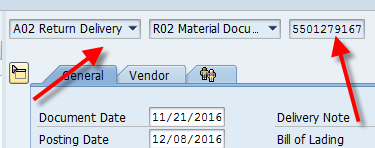 A02 Return Delivery R02 Material Docu... 5501279167
General Vendor
Document Date 11/21/2016 Delivery Note
Posting Date 12/08/2016 Bill of Lading